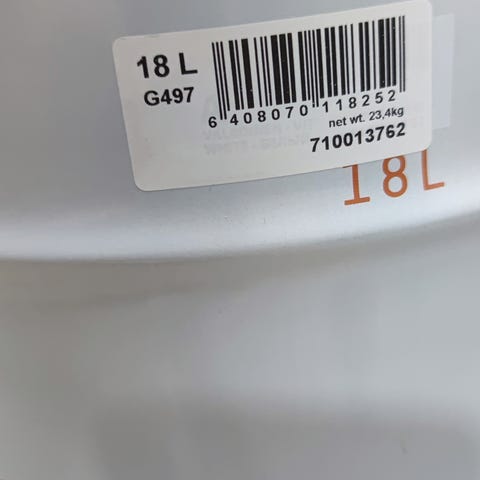 18 L
G497
6 408070 118252
net wt. 23,4kg
710013762
18L